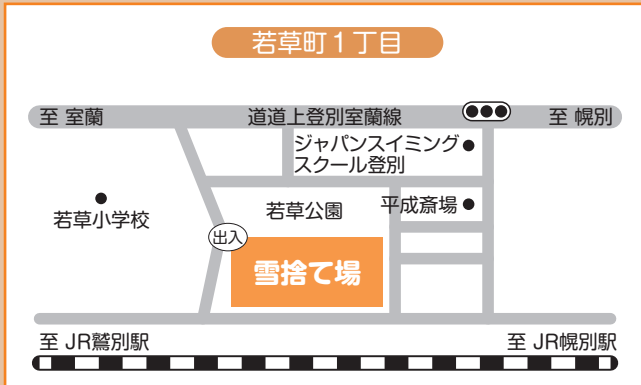 若草町1丁目
至 室蘭
道道上登別室蘭線
至 幌別
ジャパンスイミング
スクール登別
若草小学校
若草公園
平成斎場
出入
雪捨て場
至 JR鷲別駅
至 JR幌別駅